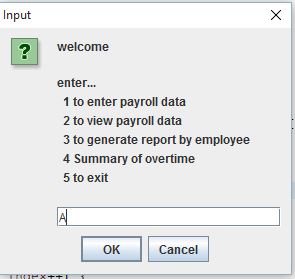 Input
welcome
enter...
1 to enter payroll data
2 to view payroll data
3 to generate report by employee
4 Summary of overtime
5 to exit
A
OK
Cancel